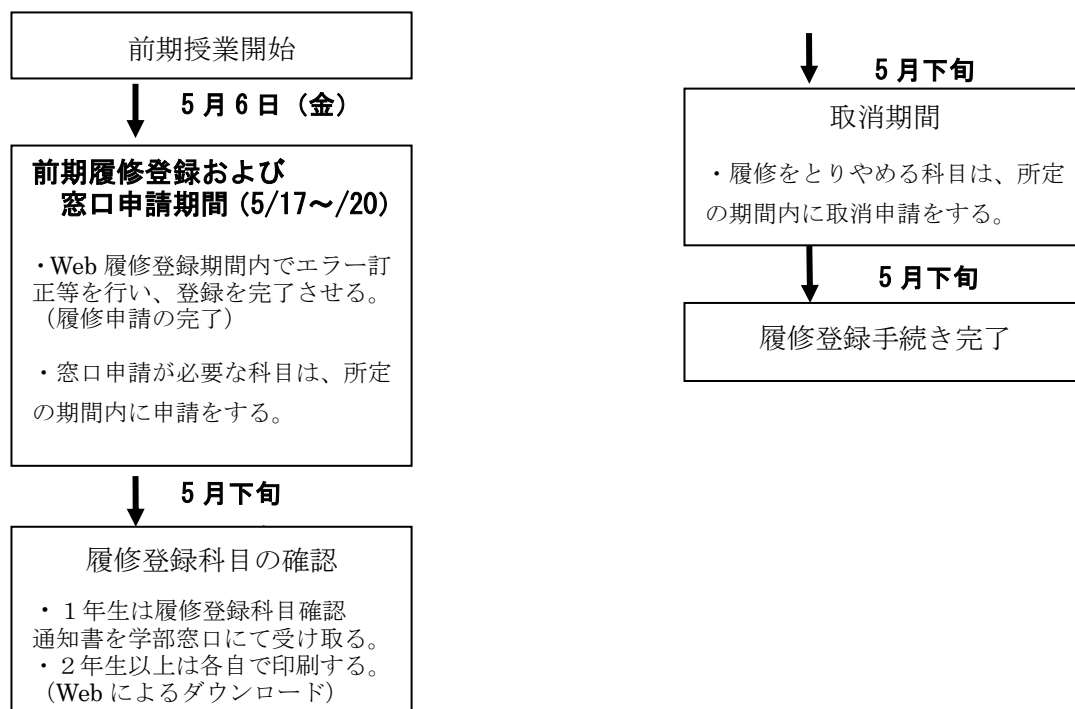 前期授業開始
5月6日（金）
前期履修登録および
窓口申請期間（5/17～/20）
・Web 履修登録期間内でエラー訂
正等を行い、登録を完了させる。
（履修申請の完了）
・窓口申請が必要な科目は、所定
の期間内に申請をする。
5月下旬
履修登録科目の確認
・１年生は履修登録科目確認
通知書を学部窓口にて受け取る。
・２年生以上は各自で印刷する。
（Web によるダウンロード）
5月下旬
取消期間
・履修をとりやめる科目は、所定
の期間内に取消申請をする。
5月下旬
履修登録手続き完了